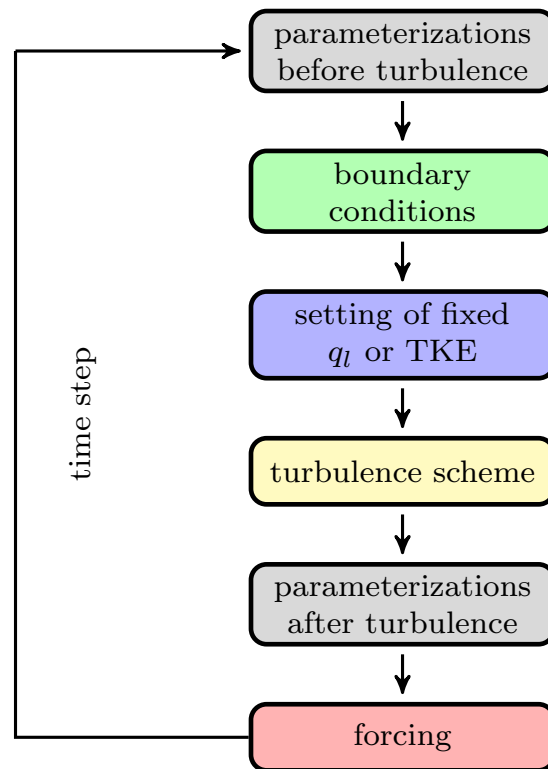 parameterizations
before turbulence
boundary
conditions
setting of fixed
$q_l$ or TKE
time step
turbulence scheme
parameterizations
after turbulence
forcing